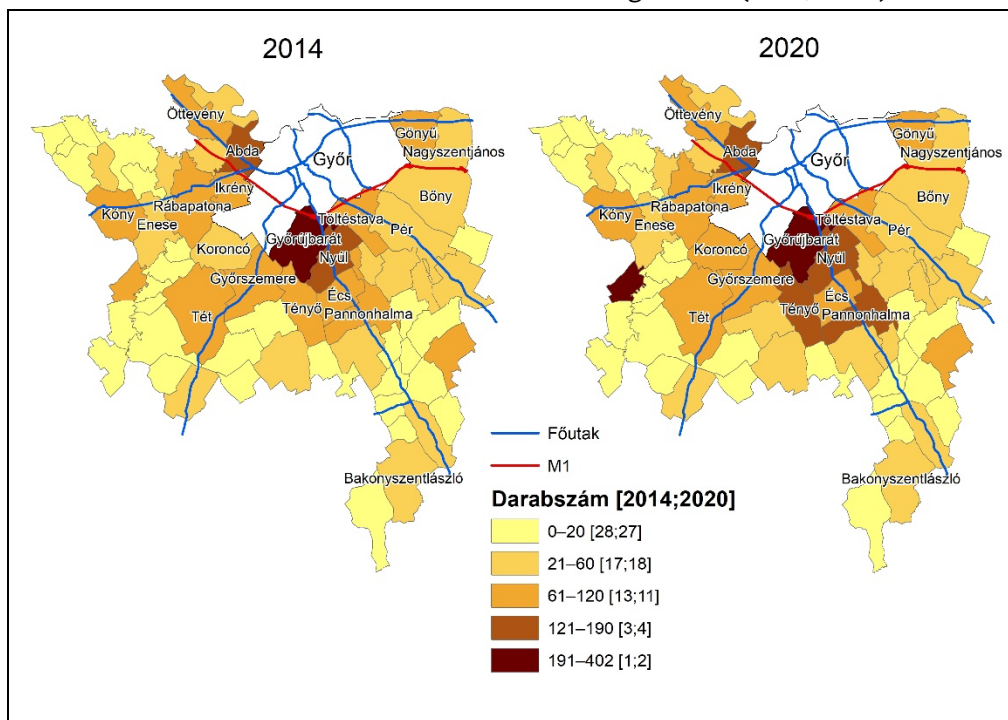 2014
2020
Öttevény
Abda
Győr
Gönyű
Nagyszentjános
Ikrény
Rábapatona
Kóny
Enese
Töltéstava
Bőny
Pér
Koroncó
Győrújbarát
Nyúl
Győrszemere
Écs
Tényő
Pannonhalma
Tét
Bakonyszentlászló
Öttevény
Abda
Győr
Gönyű
Nagyszentjános
Ikrény
Rábapatona
Kóny
Enese
Töltéstava
Bőny
Pér
Koroncó
Győrújbarát
Nyúl
Győrszemere
Écs
Tényő
Pannonhalma
Tét
Bakonyszentlászló
Főutak
M1
Darabszám [2014;2020]
0–20 [28;27]
21–60 [17;18]
61–120 [13;11]
121–190 [3;4]
191–402 [1;2]